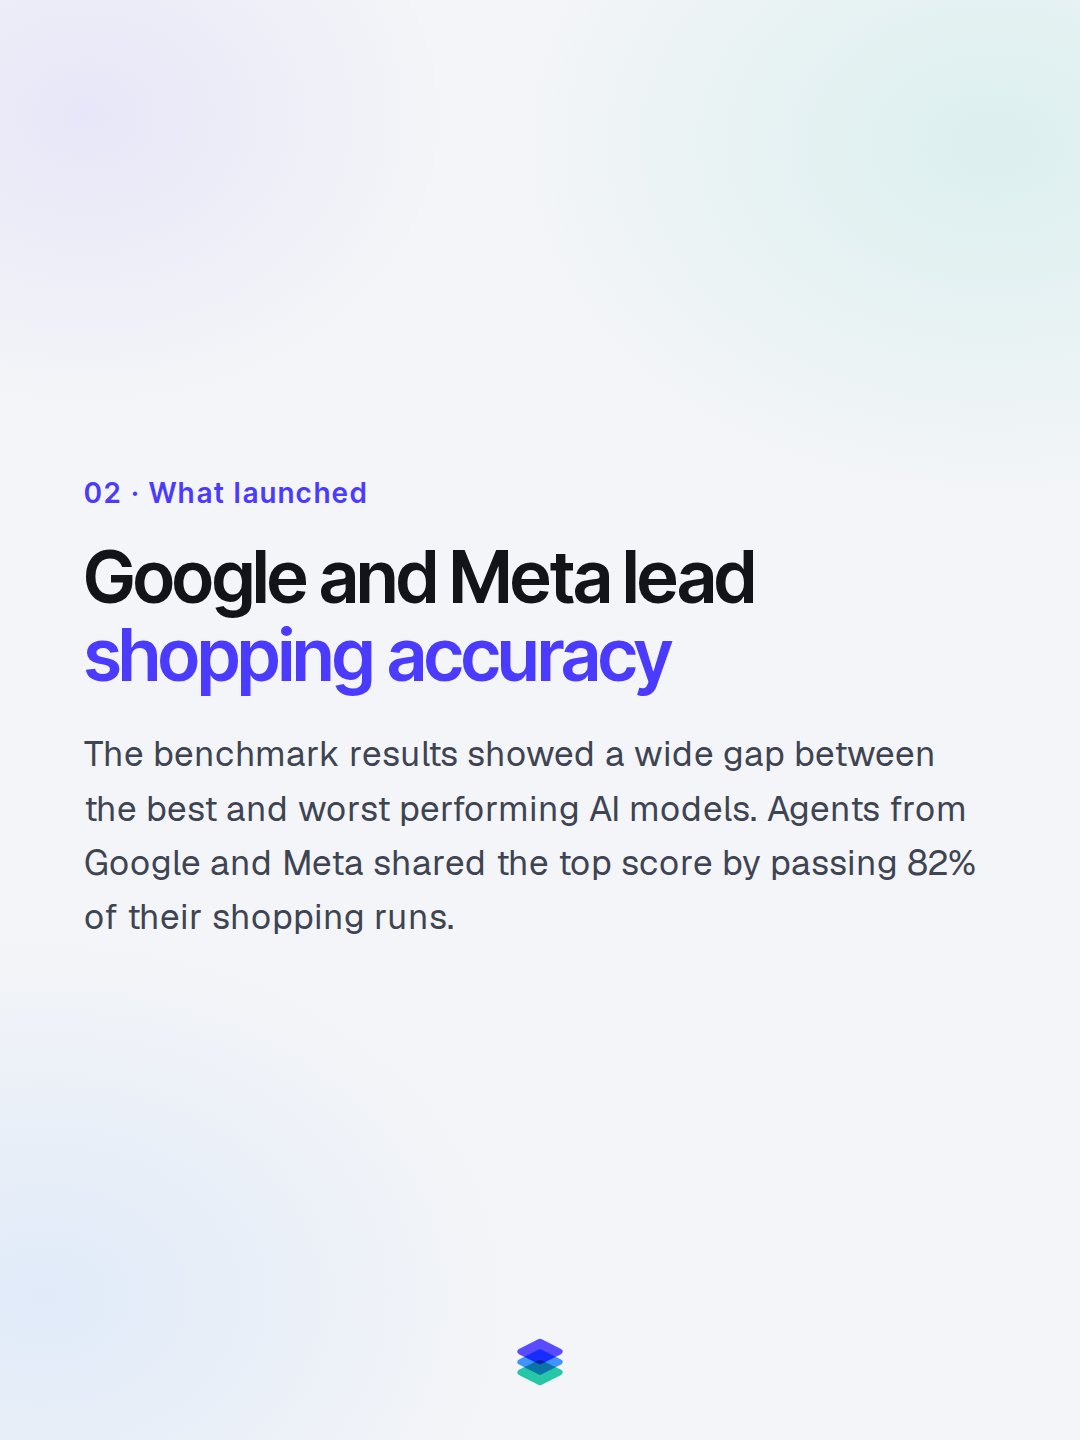 02 · What launched
Google and Meta lead
shopping accuracy
The benchmark results showed a wide gap between
the best and worst performing AI models. Agents from
Google and Meta shared the top score by passing 82%
of their shopping runs.